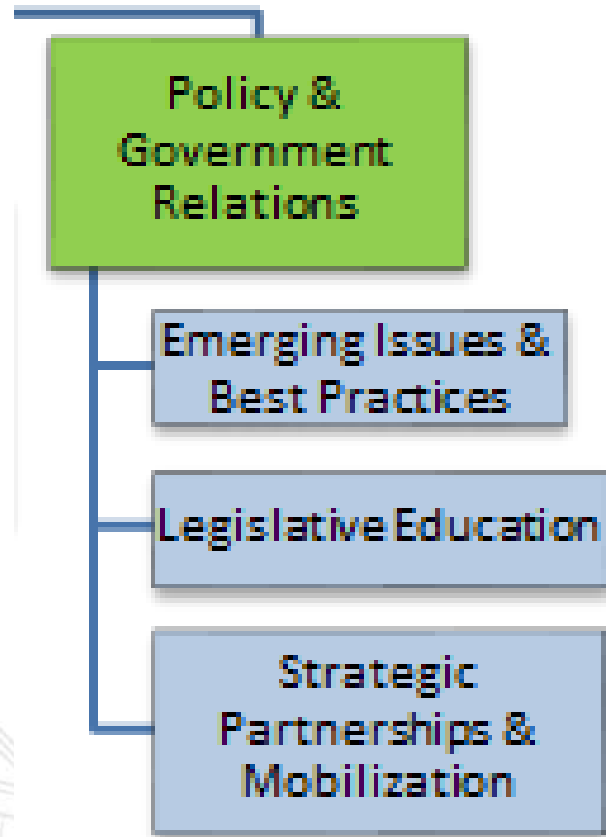 Policy &
Government
Relations
Emerging Issues &
Best Practices
Legislative Education
Strategic
Partnerships &
Mobilization